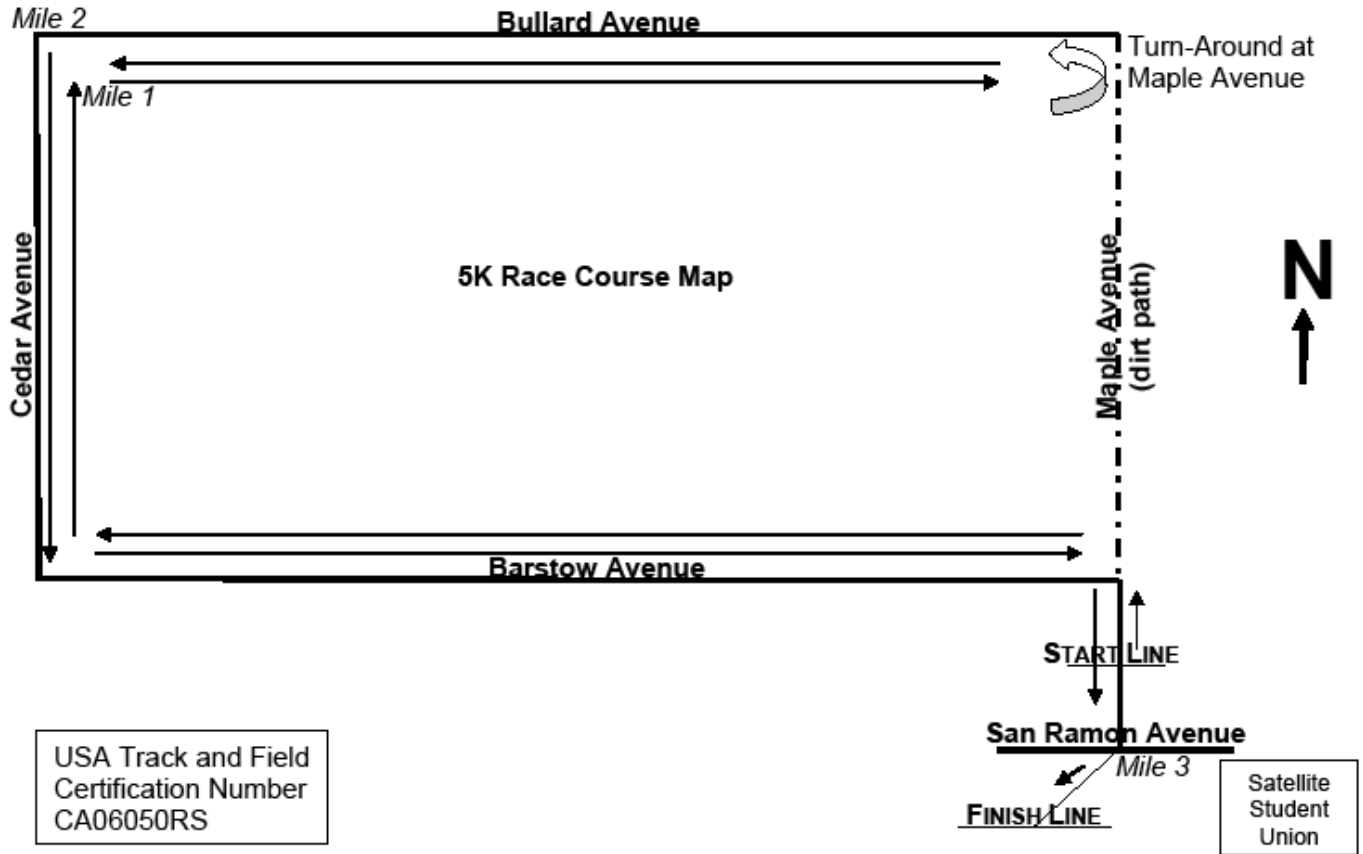 Mile 2
Bullard Avenue
Turn-Around at
Maple Avenue
Mile 1
Cedar Avenue
5K Race Course Map
Maple Avenue
(dirt path)
N
Barstow Avenue
START LINE
San Ramon Avenue
Mile 3
FINISH LINE
USA Track and Field
Certification Number
CA06050RS
Satellite
Student
Union